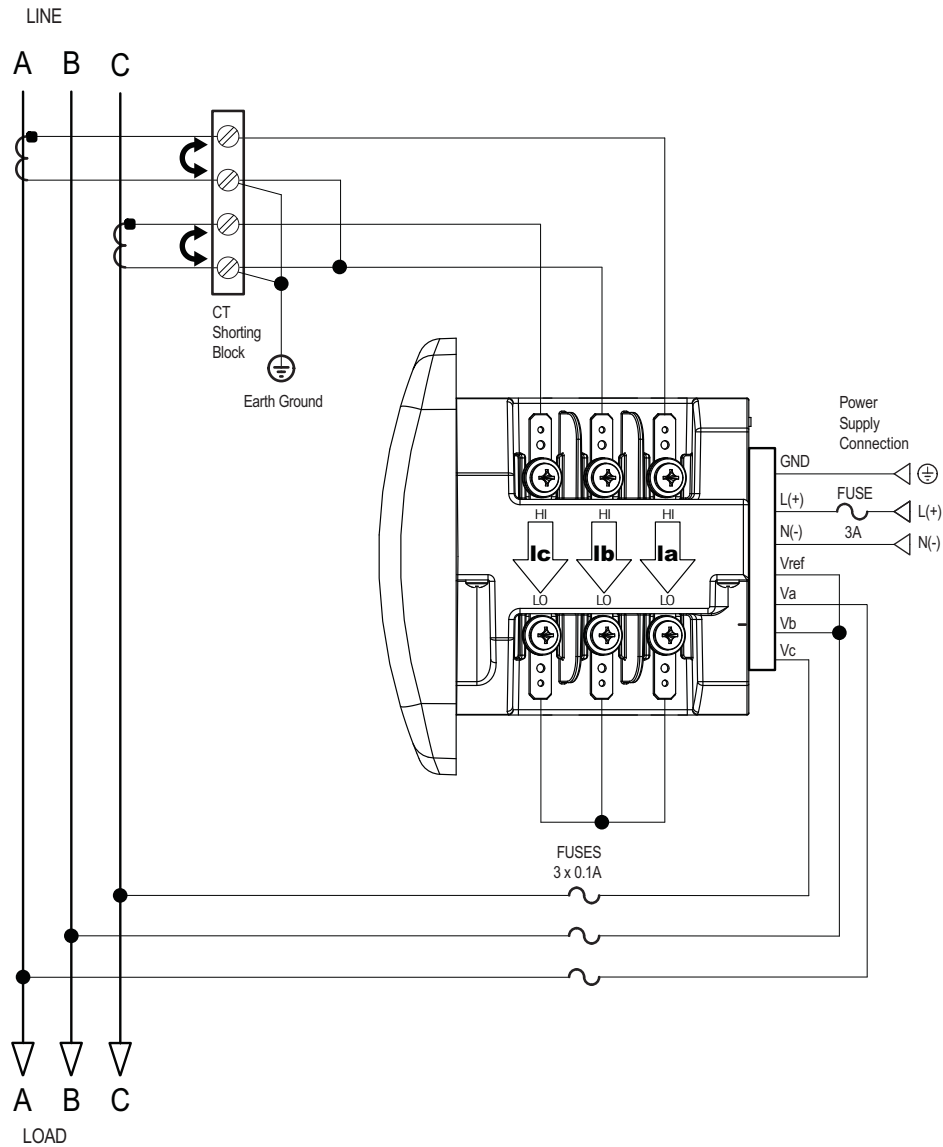 LINE
A B C
CT
Shorting
Block
Earth Ground
Power
Supply
Connection
GND
L(+) FUSE L(+)
3A
N(-) N(-)
Vref
Va
Vb
Vc
HI HI HI
Ic Ib Ia
LO LO LO
FUSES
3 x 0.1A
A B C
LOAD